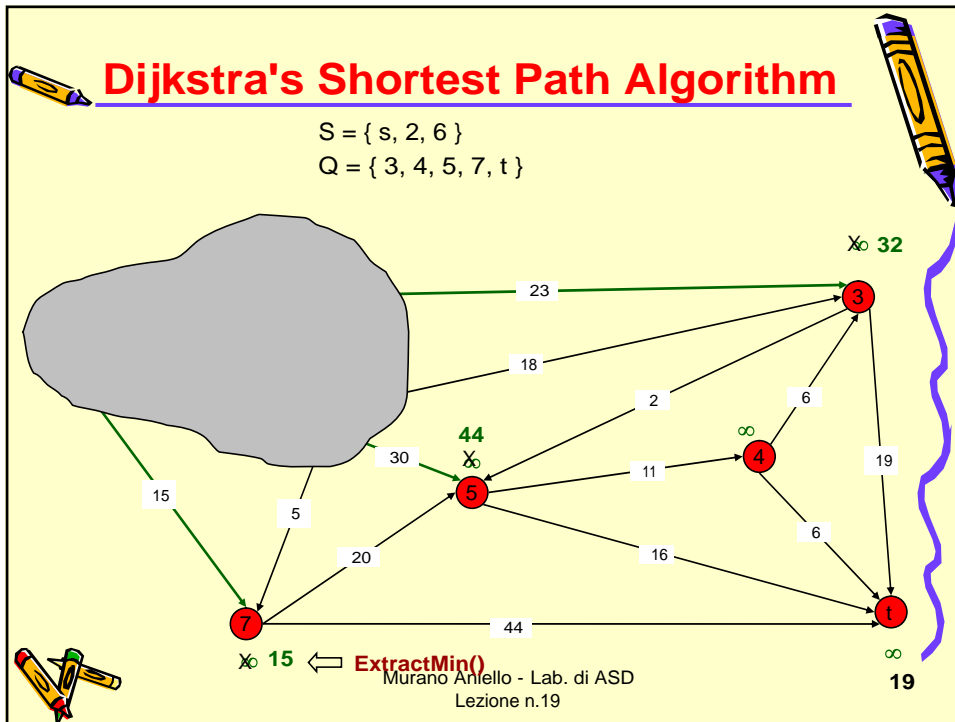 Dijkstra's Shortest Path Algorithm
S = { s, 2, 6 }
Q = { 3, 4, 5, 7, t }
X ∞ 32
23
3
18
2
6
44
X ∞
∞
4
30
5
11
19
15
5
20
16
6
7
44
t
X ∞ 15 ExtractMin()
∞
Murano Aniello - Lab. di ASD
Lezione n.19
19